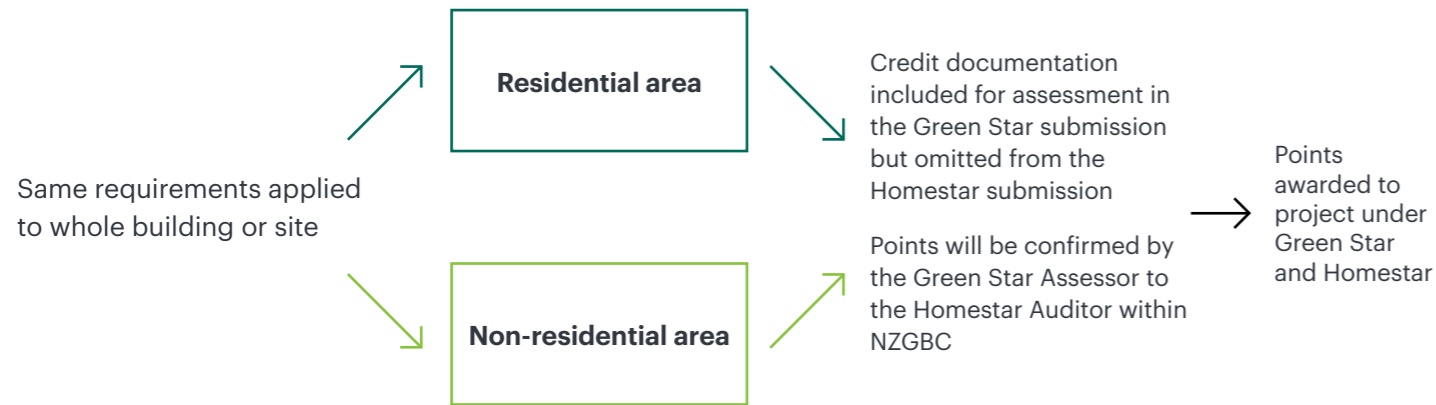 Same requirements applied
to whole building or site
Residential area
Non-residential area
Credit documentation
included for assessment in
the Green Star submission
but omitted from the
Homestar submission
Points will be confirmed by
the Green Star Assessor to
the Homestar Auditor within
NZGBC
Points
awarded to
project under
Green Star
and Homestar